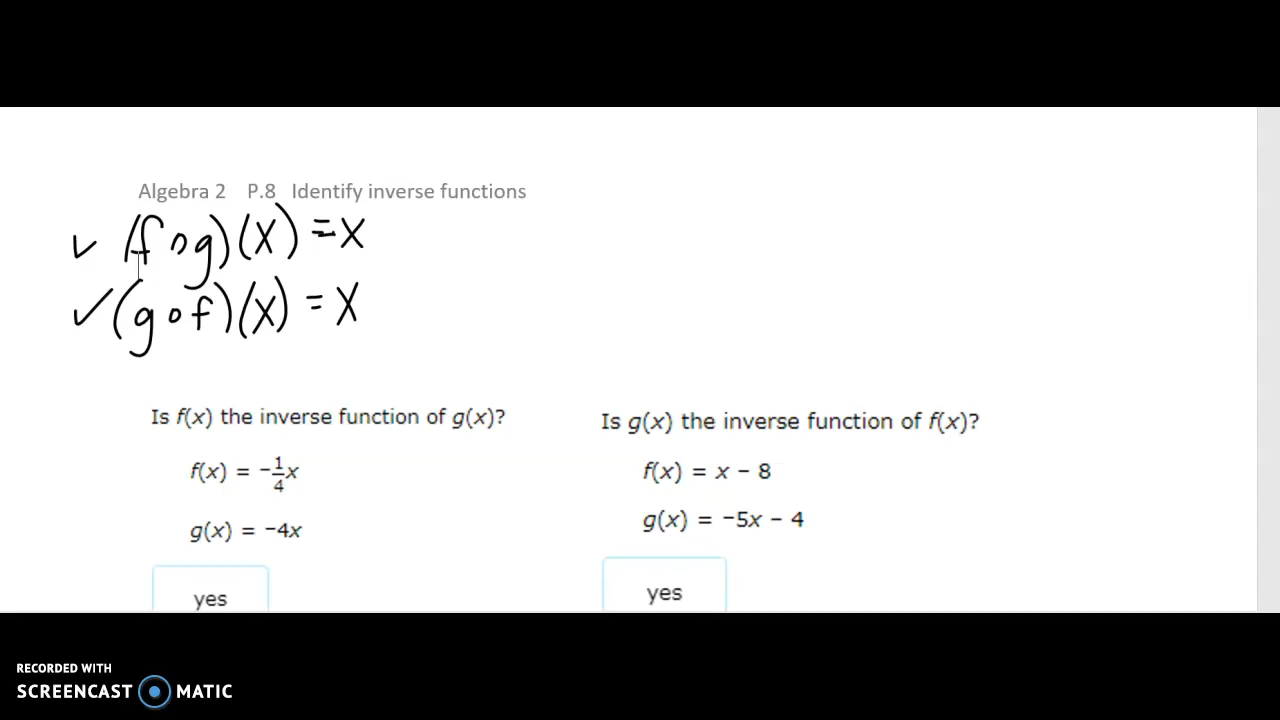 Algebra 2 P.8 Identify inverse functions
✓ (f o g)(x) = x
✓ (g o f)(x) = x
Is f(x) the inverse function of g(x)?
f(x) = -1/4x
g(x) = -4x
yes
Is g(x) the inverse function of f(x)?
f(x) = x - 8
g(x) = -5x - 4
yes
RECORDED WITH
SCREENCAST MATIC